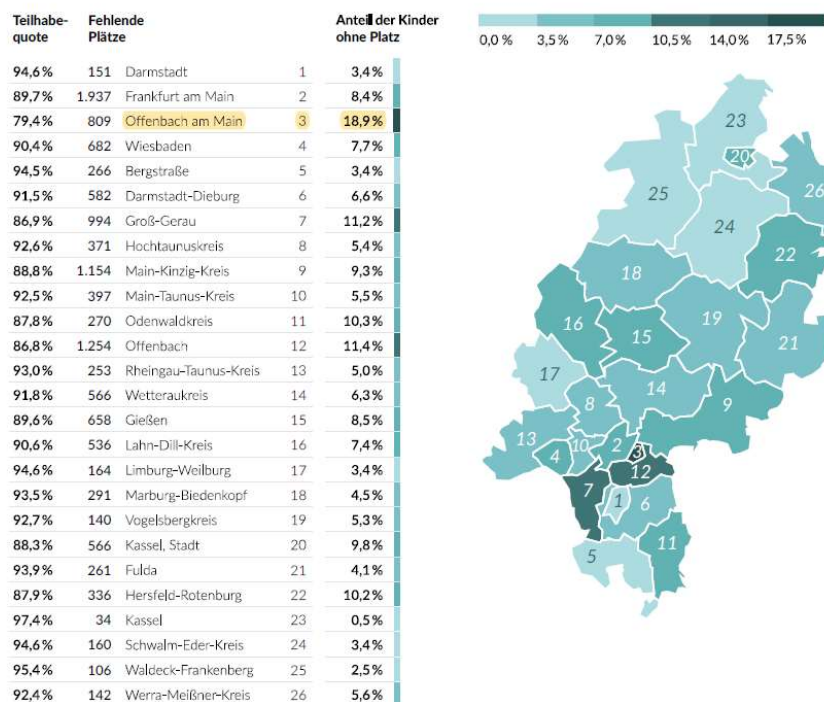 Teilhabe-
quote
Fehlende
Plätze
Anteil der Kinder
ohne Platz
94,6 % 151 Darmstadt 1 3,4 %
89,7 % 1.937 Frankfurt am Main 2 8,4 %
79,4 % 809 Offenbach am Main 3 18,9 %
90,4 % 682 Wiesbaden 4 7,7 %
94,5 % 266 Bergstraße 5 3,4 %
91,5 % 582 Darmstadt-Dieburg 6 6,6 %
86,9 % 994 Groß-Gerau 7 11,2 %
92,6 % 371 Hochtaunuskreis 8 5,4 %
88,8 % 1.154 Main-Kinzig-Kreis 9 9,3 %
92,5 % 397 Main-Taunus-Kreis 10 5,5 %
87,8 % 270 Odenwaldkreis 11 10,3 %
86,8 % 1.254 Offenbach 12 11,4 %
93,0 % 253 Rheingau-Taunus-Kreis 13 5,0 %
91,8 % 566 Wetteraukreis 14 6,3 %
89,6 % 658 Gießen 15 8,5 %
90,6 % 536 Lahn-Dill-Kreis 16 7,4 %
94,6 % 164 Limburg-Weilburg 17 3,4 %
93,5 % 291 Marburg-Biedenkopf 18 4,5 %
92,7 % 140 Vogelsbergkreis 19 5,3 %
88,3 % 566 Kassel, Stadt 20 9,8 %
93,9 % 261 Fulda 21 4,1 %
87,9 % 336 Hersfeld-Rotenburg 22 10,2 %
97,4 % 34 Kassel 23 0,5 %
94,6 % 160 Schwalm-Eder-Kreis 24 3,4 %
95,4 % 106 Waldeck-Frankenberg 25 2,5 %
92,4 % 142 Werra-Meißner-Kreis 26 5,6 %
0,0 % 3,5 % 7,0 % 10,5 % 14,0 % 17,5 %
23
20
26
25
24
22
18
19
16
15
21
17
14
8
9
13
10
2
3
4
12
7
1
6
11
5